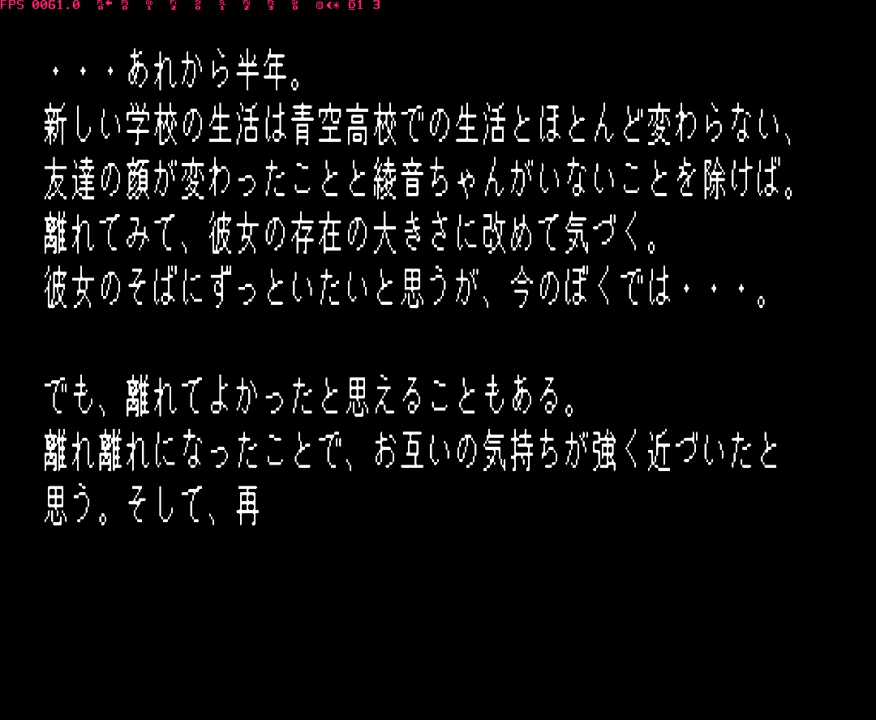 FPS 0061.0
・・・あれから半年。
新しい学校の生活は青空高校での生活とほとんど変わらない、
友達の顔が変わったことと綾音ちゃんがいないことを除けば。
離れてみて、彼女の存在の大きさに改めて気づく。
彼女のそばにずっといたいと思うが、今のぼくでは・・・。
でも、離れてよかったと思えることもある。
離れ離れになったことで、お互いの気持ちが強く近づいたと
思う。そして、再